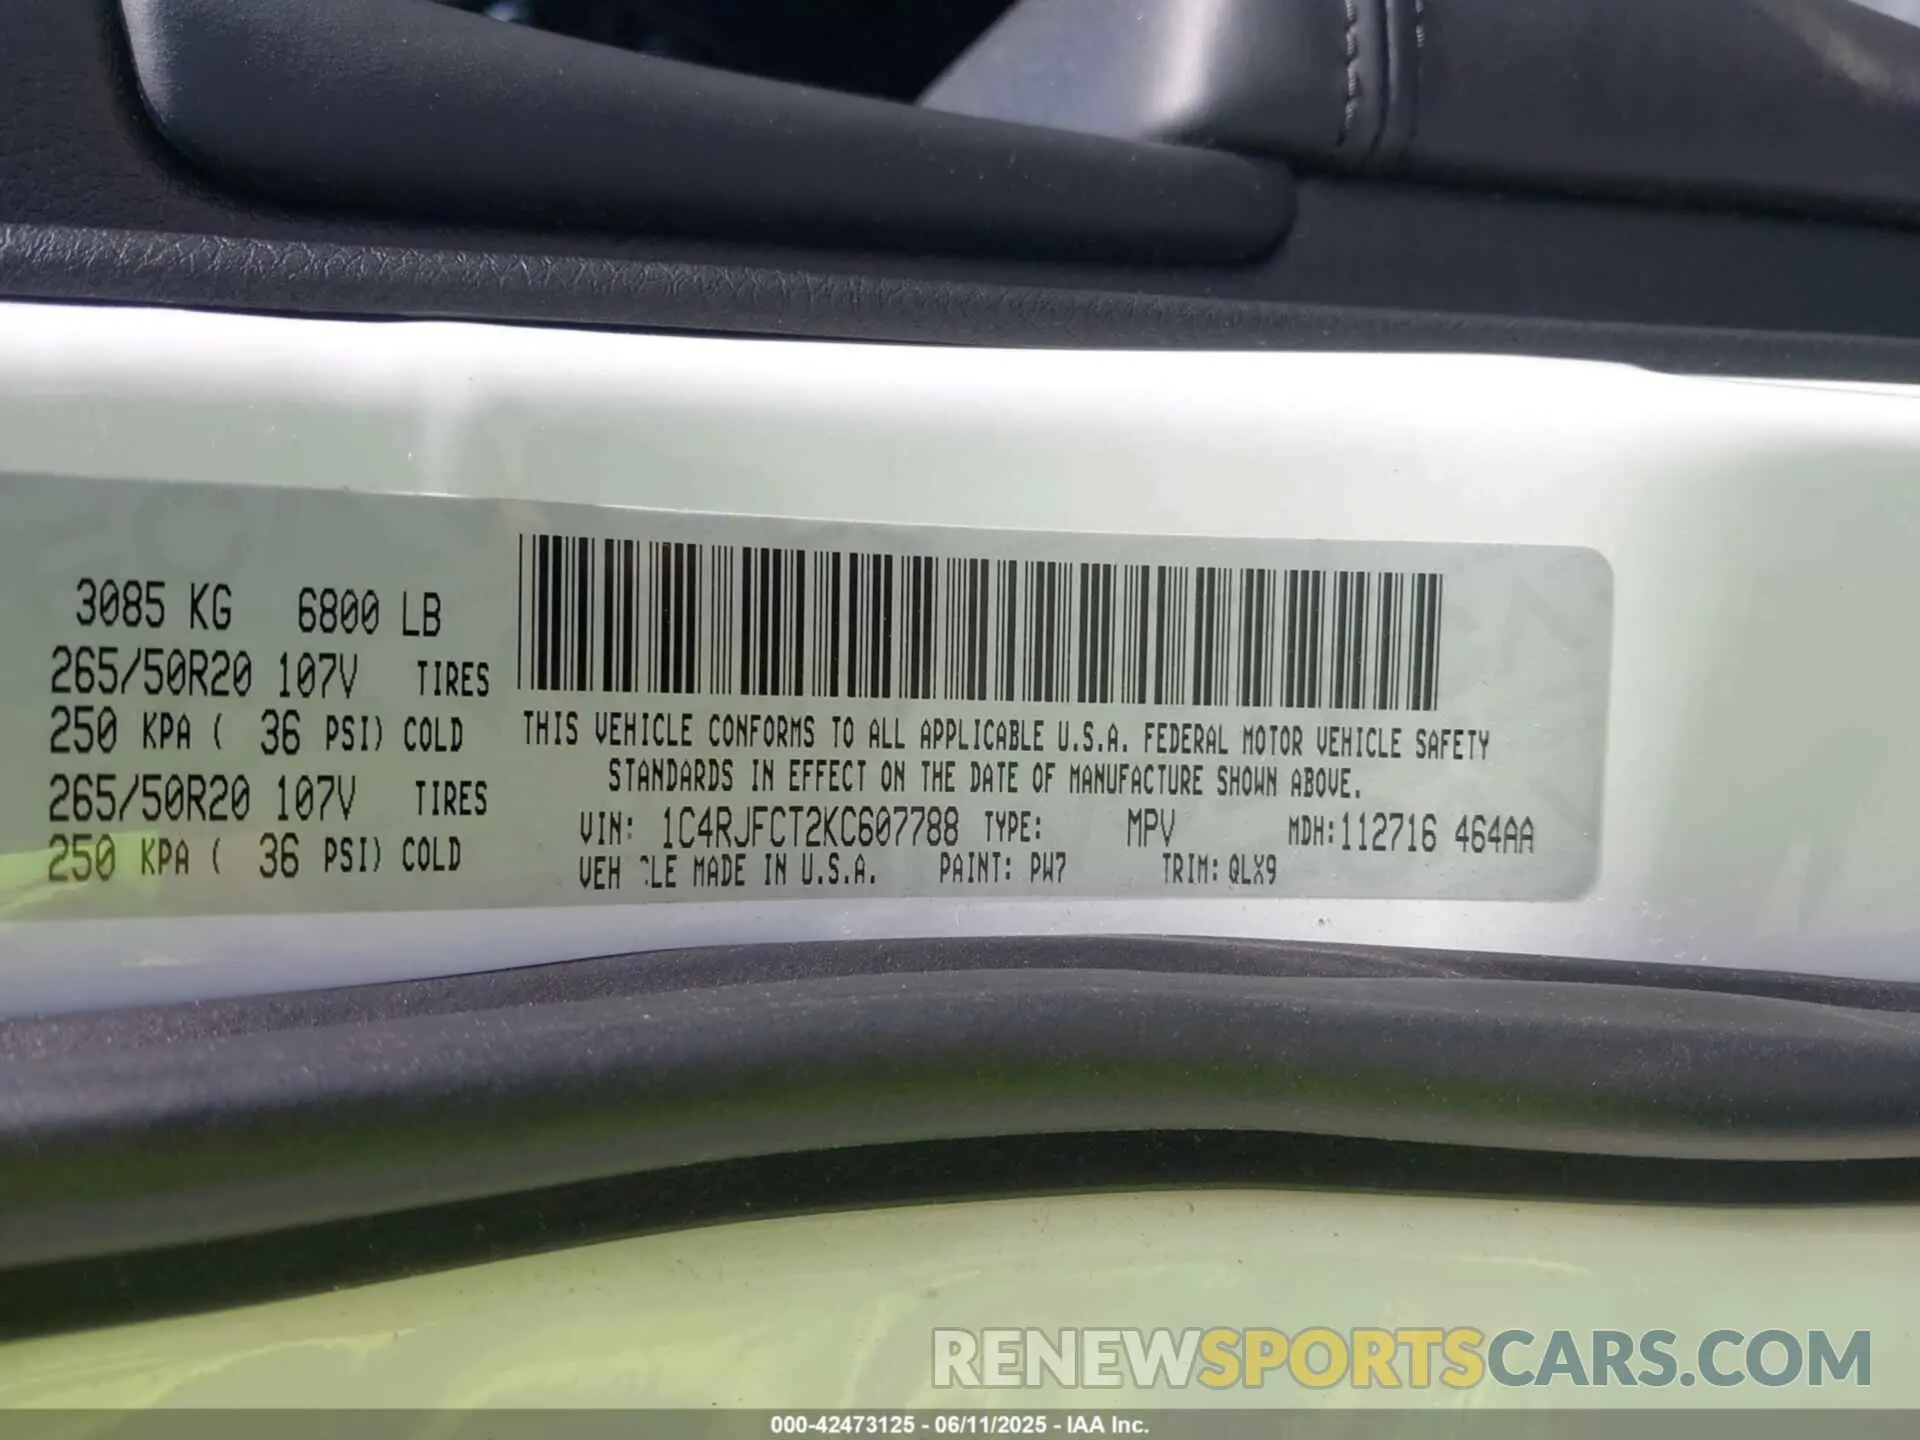 3085 KG 6800 LB
265/50R20 107V TIRES
250 KPA ( 36 PSI) COLD
265/50R20 107V TIRES
250 KPA ( 36 PSI) COLD
THIS VEHICLE CONFORMS TO ALL APPLICABLE U.S.A. FEDERAL MOTOR VEHICLE SAFETY
STANDARDS IN EFFECT ON THE DATE OF MANUFACTURE SHOWN ABOVE.
VIN: 1C4RJFCT2KC607788 TYPE: MPV MDH:112716 464AA
VEH CLE MADE IN U.S.A. PAINT: PW7 TRIM: QLX9
RENEWSPORTSCARS.COM
000-42473125 - 06/11/2025 - IAA Inc.